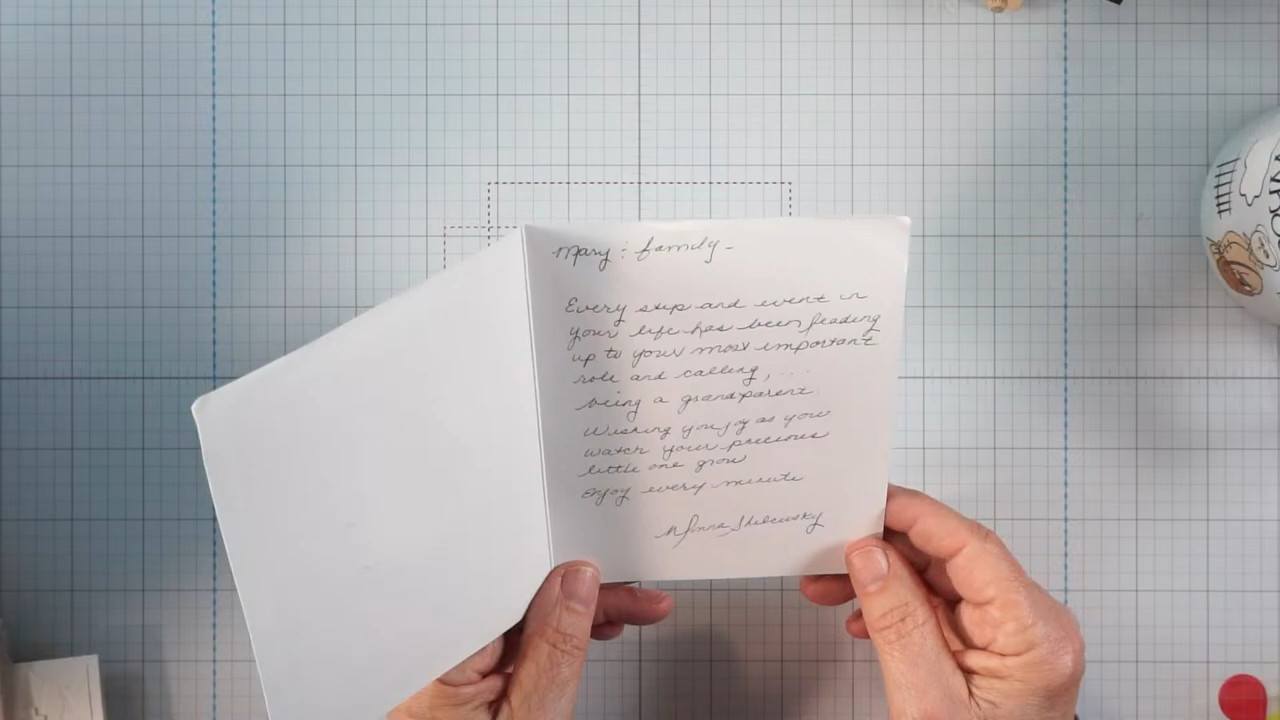 Mary & family -
Every step and event in
your life has been leading
up to your most important
role and calling, ...
being a grandparent.
Wishing you joy as you
watch your precious
little one grow
Enjoy every minute